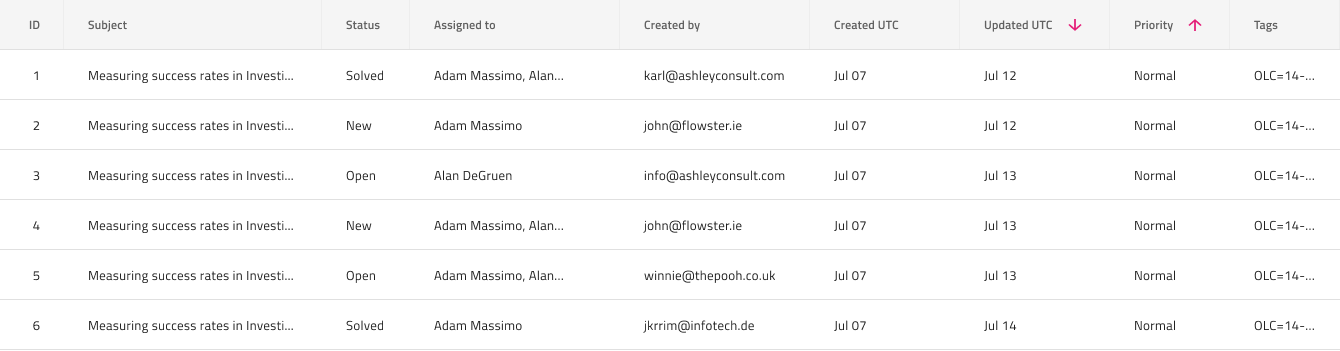 ID Subject Status Assigned to Created by Created UTC Updated UTC Priority Tags
1 Measuring success rates in Investi... Solved Adam Massimo, Alan... karl@ashleyconsult.com Jul 07 Jul 12 Normal OLC=14-...
2 Measuring success rates in Investi... New Adam Massimo john@flowster.ie Jul 07 Jul 12 Normal OLC=14-...
3 Measuring success rates in Investi... Open Alan DeGruen info@ashleyconsult.com Jul 07 Jul 13 Normal OLC=14-...
4 Measuring success rates in Investi... New Adam Massimo, Alan... john@flowster.ie Jul 07 Jul 13 Normal OLC=14-...
5 Measuring success rates in Investi... Open Adam Massimo, Alan... winnie@thepooh.co.uk Jul 07 Jul 13 Normal OLC=14-...
6 Measuring success rates in Investi... Solved Adam Massimo jkrrim@infotech.de Jul 07 Jul 14 Normal OLC=14-...